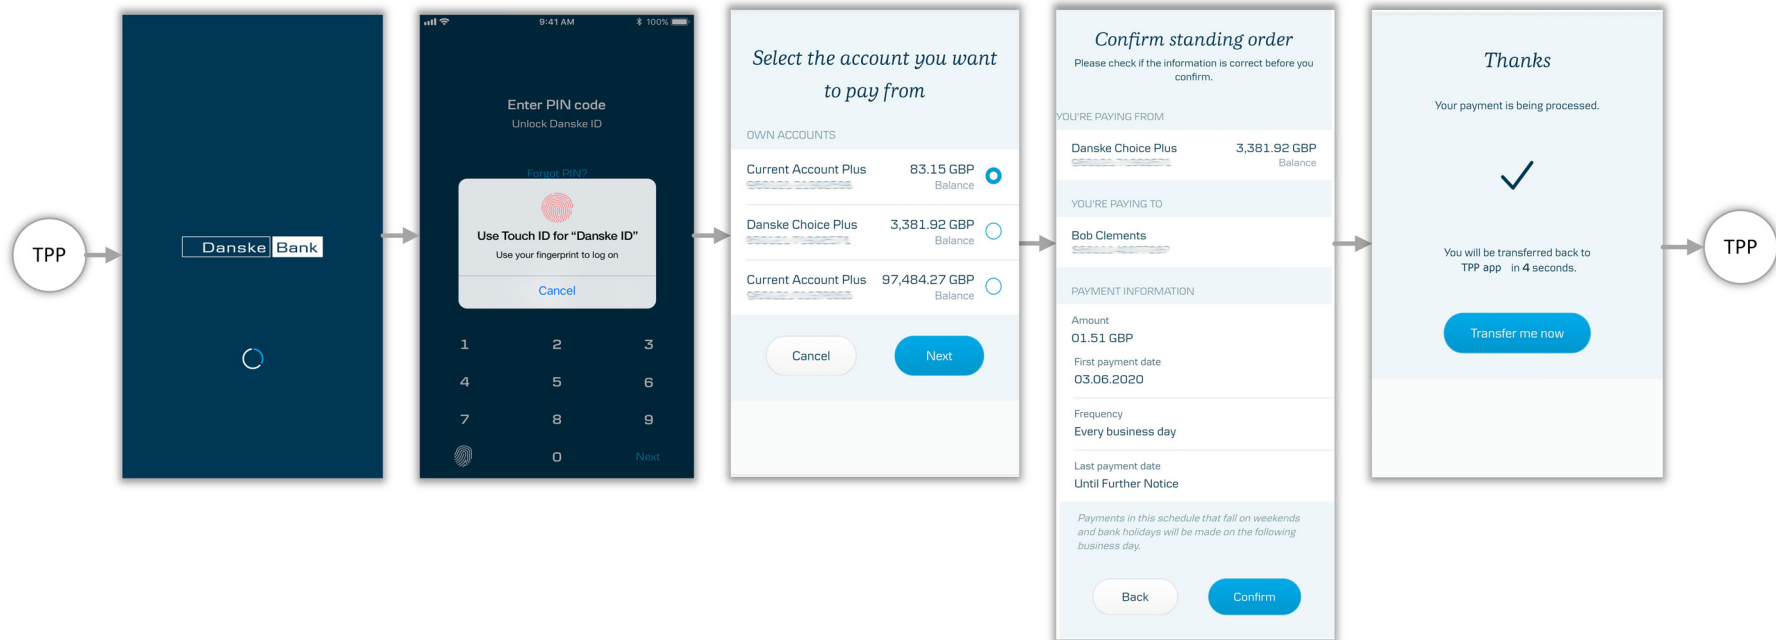 TPP
Danske Bank
9:41 AM
100%
Enter PIN code
Unlock Danske ID
Forgot PIN?
Use Touch ID for “Danske ID”
Use your fingerprint to log on
Cancel
1 2 3
4 5 6
7 8 9
0 Next
Select the account you want
to pay from
OWN ACCOUNTS
Current Account Plus 83.15 GBP
Balance
Danske Choice Plus 3,381.92 GBP
Balance
Current Account Plus 97,484.27 GBP
Balance
Cancel Next
Confirm standing order
Please check if the information is correct before you
confirm.
YOU'RE PAYING FROM
Danske Choice Plus 3,381.92 GBP
Balance
YOU'RE PAYING TO
Bob Clements
PAYMENT INFORMATION
Amount
01.51 GBP
First payment date
03.06.2020
Frequency
Every business day
Last payment date
Until Further Notice
Payments in this schedule that fall on weekends
and bank holidays will be made on the following
business day.
Back Confirm
Thanks
Your payment is being processed.
You will be transferred back to
TPP app in 4 seconds.
Transfer me now
TPP